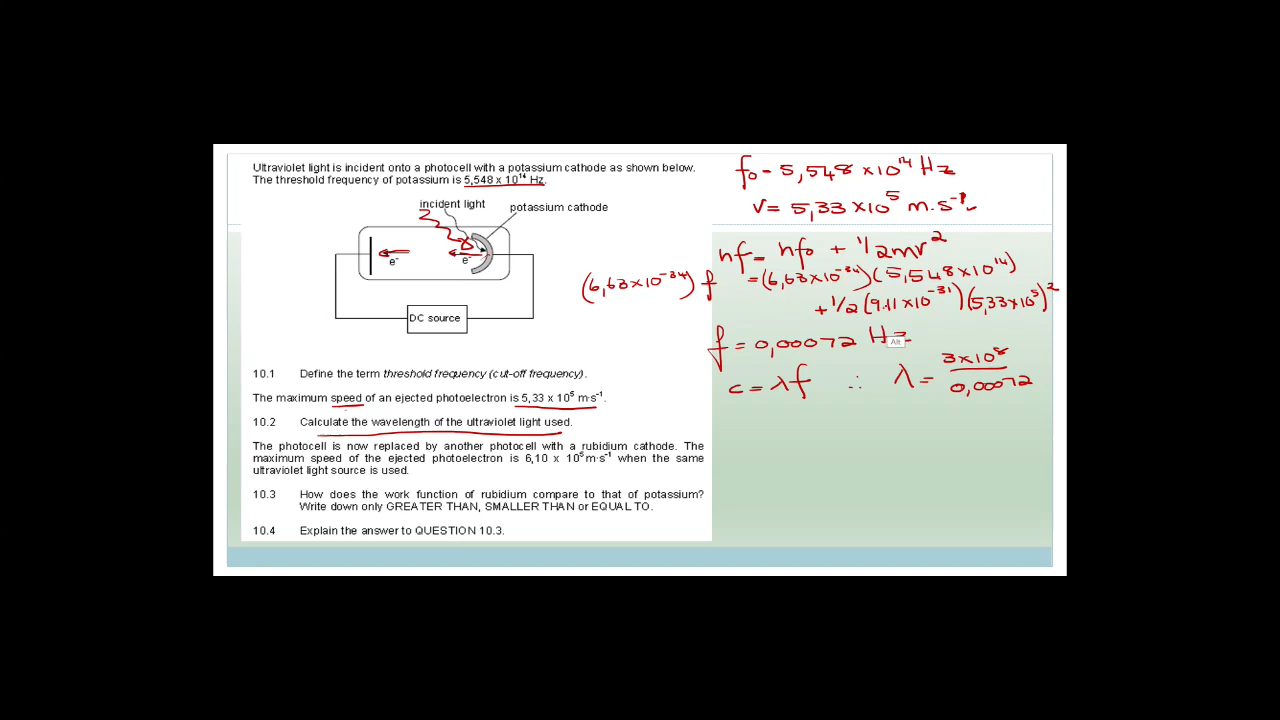 Ultraviolet light is incident onto a photocell with a potassium cathode as shown below.
The threshold frequency of potassium is 5,548 x 10¹⁴ Hz.
incident light
potassium cathode
e⁻
e⁻
DC source
10.1 Define the term threshold frequency (cut-off frequency).
The maximum speed of an ejected photoelectron is 5,33 x 10⁵ m·s⁻¹.
10.2 Calculate the wavelength of the ultraviolet light used.
The photocell is now replaced by another photocell with a rubidium cathode. The
maximum speed of the ejected photoelectron is 6,10 x 10⁵ m·s⁻¹ when the same
ultraviolet light source is used.
10.3 How does the work function of rubidium compare to that of potassium?
Write down only GREATER THAN, SMALLER THAN or EQUAL TO.
10.4 Explain the answer to QUESTION 10.3.
f₀ = 5,548 x 10¹⁴ Hz
v = 5,33 x 10⁵ m.s⁻¹
hf = hf₀ + 1/2mv²
(6,63x10⁻³⁴) f = (6,63x10⁻³⁴)(5,548x10¹⁴)
+ 1/2 (9.11x10⁻³¹)(5,33x10⁵)²
f = 0,00072 Hz
Alt
c = λf ∴ λ = 3x10⁸
0,00072